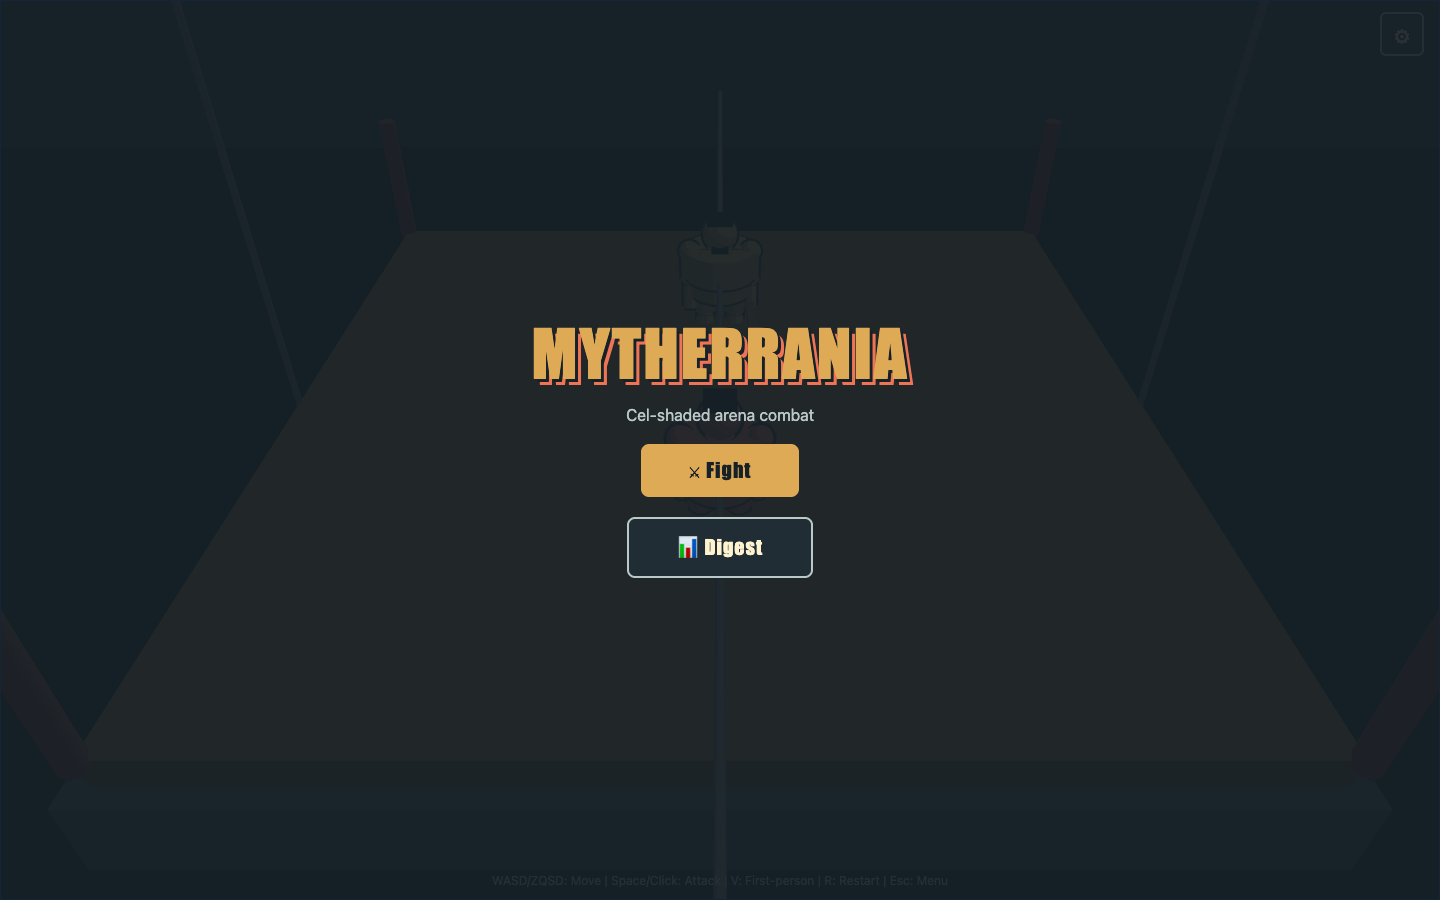 MYTHERRANIA
Cel-shaded arena combat
⚔ Fight
📊 Digest
WASD/ZQSD: Move | Space/Click: Attack | V: First-person | R: Restart | Esc: Menu